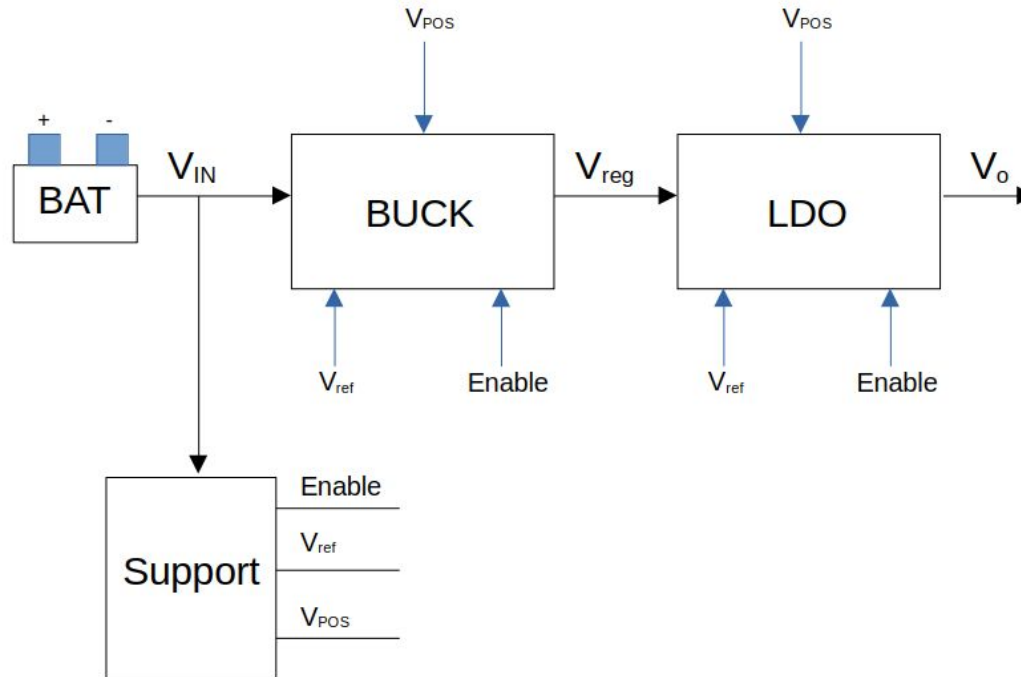 VPOS VPOS
+ -
BAT VIN BUCK Vreg LDO Vo
Vref Enable Vref Enable
Enable
Vref
Support
VPOS